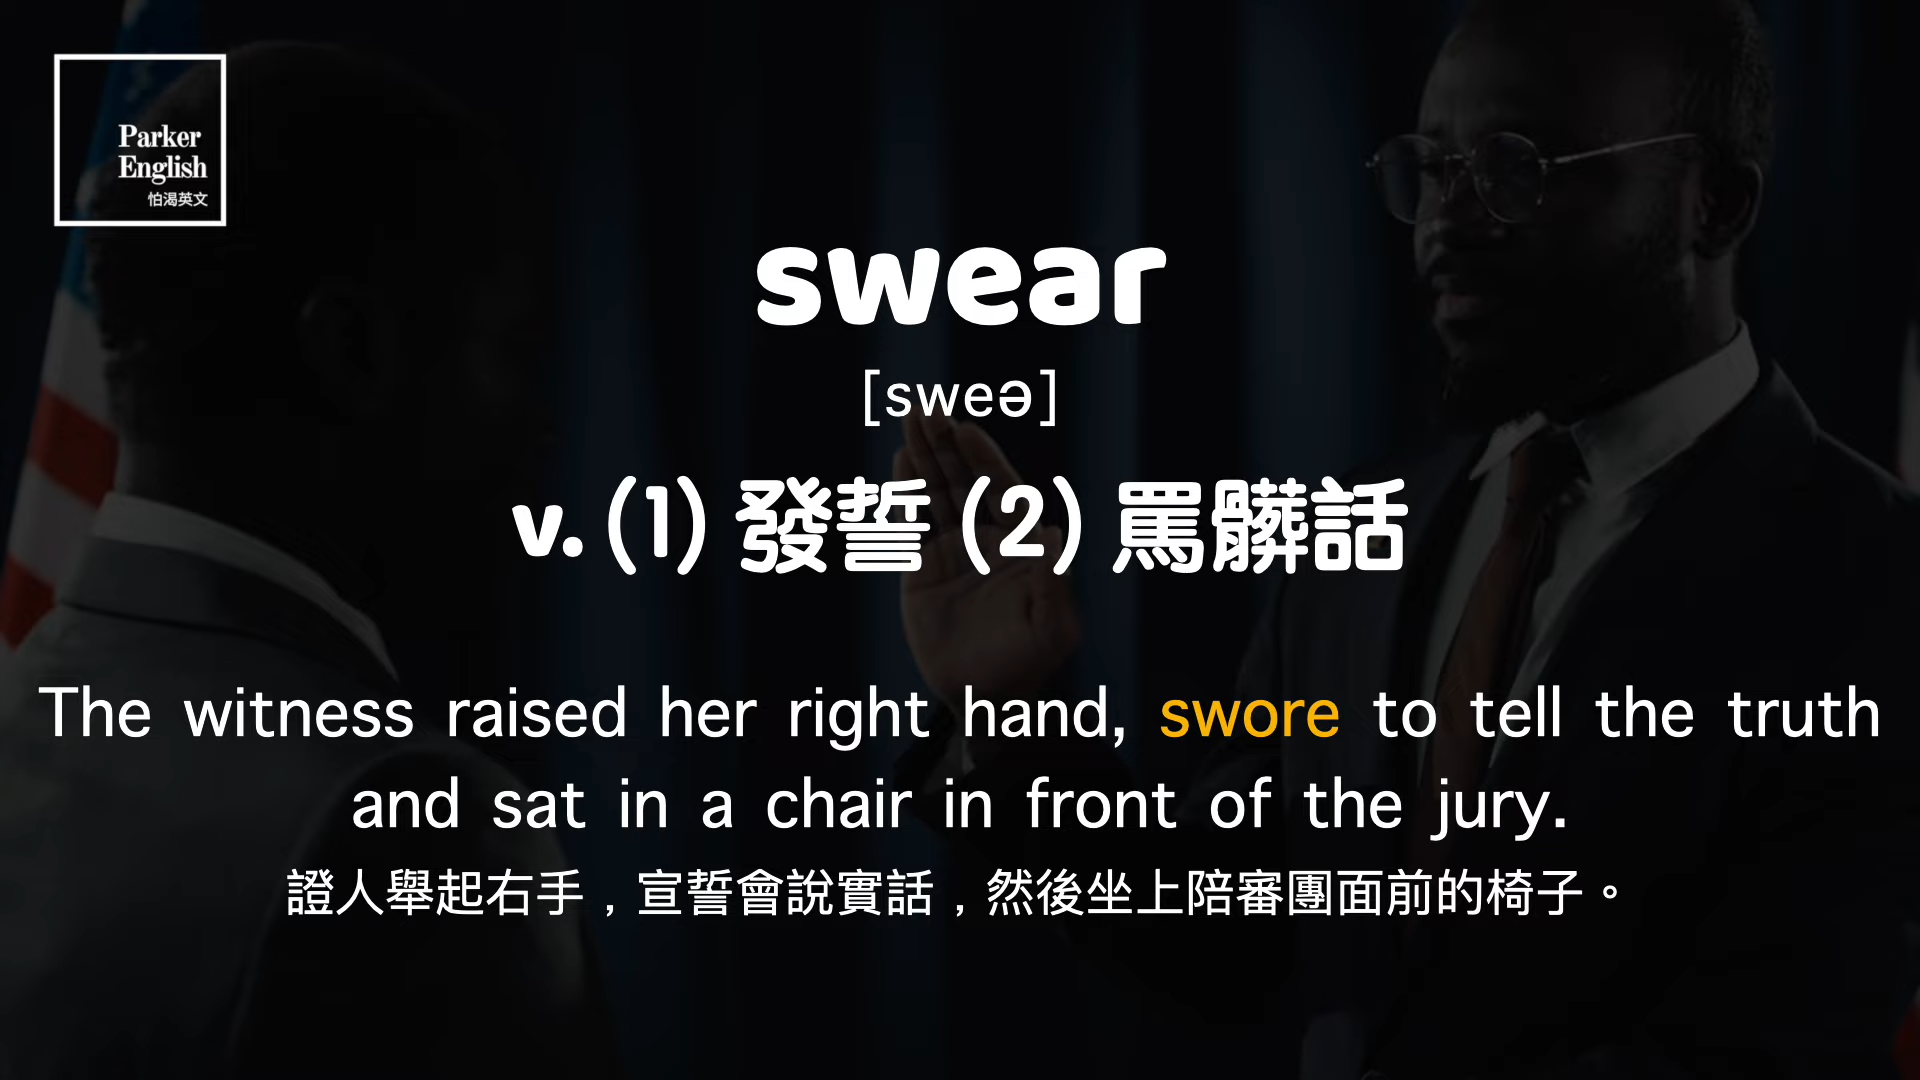 Parker
English
怕渴英文
swear
[sweə]
v. (1) 發誓 (2) 罵髒話
The witness raised her right hand, swore to tell the truth
and sat in a chair in front of the jury.
證人舉起右手，宣誓會說實話，然後坐上陪審團面前的椅子。